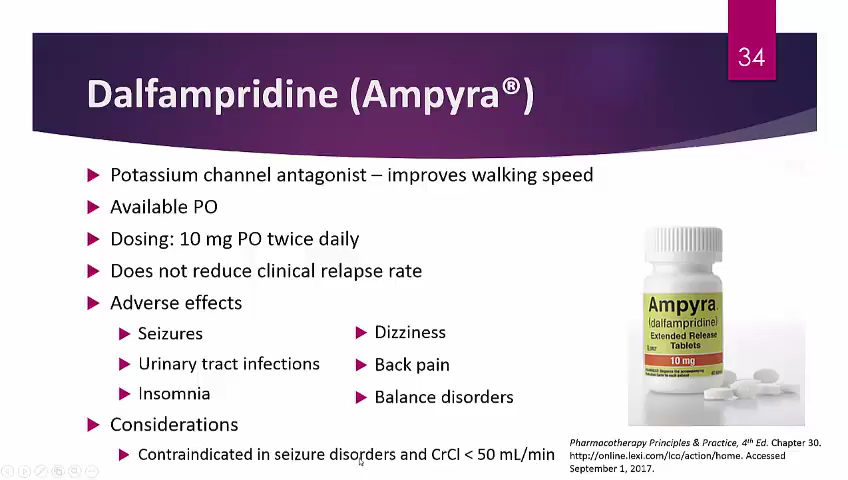 34
Dalfampridine (Ampyra®)
Potassium channel antagonist – improves walking speed
Available PO
Dosing: 10 mg PO twice daily
Does not reduce clinical relapse rate
Adverse effects
Seizures
Urinary tract infections
Insomnia
Dizziness
Back pain
Balance disorders
Considerations
Contraindicated in seizure disorders and CrCl < 50 mL/min
Ampyra
(dalfampridine)
Extended Release
Tablets
10 mg
Pharmacotherapy Principles & Practice, 4th Ed. Chapter 30.
http://online.lexi.com/lco/action/home. Accessed
September 1, 2017.